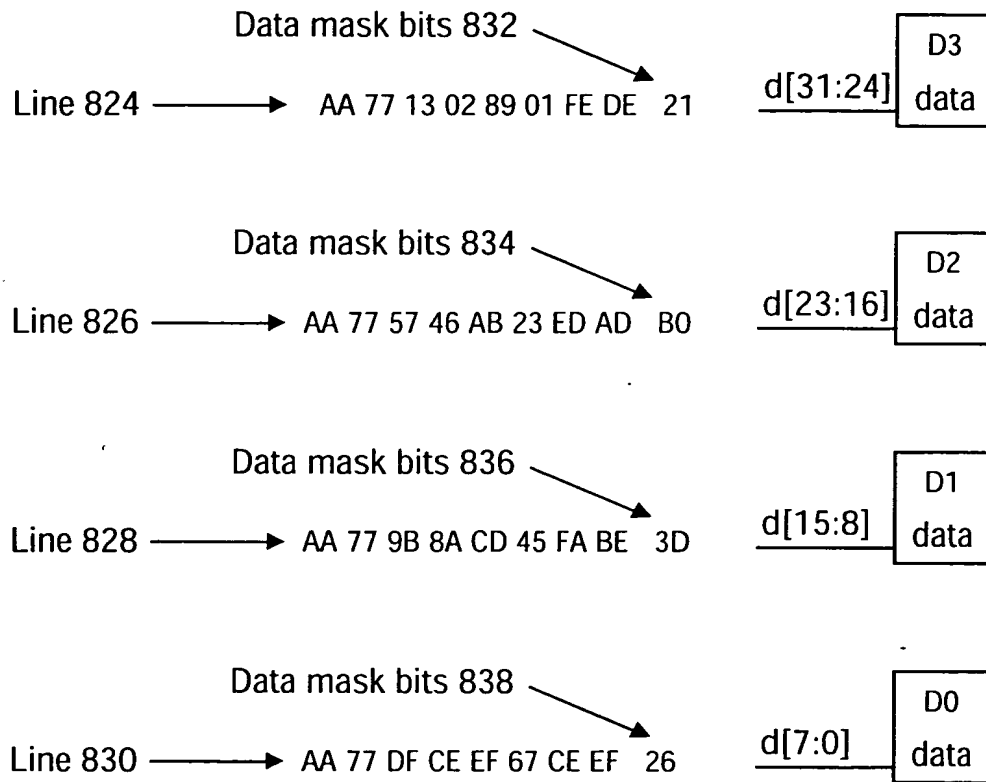 Data mask bits 832
D3
Line 824 AA 77 13 02 89 01 FE DE 21 d[31:24] data
Data mask bits 834
D2
Line 826 AA 77 57 46 AB 23 ED AD B0 d[23:16] data
Data mask bits 836
D1
Line 828 AA 77 9B 8A CD 45 FA BE 3D d[15:8] data
Data mask bits 838
D0
Line 830 AA 77 DF CE EF 67 CE EF 26 d[7:0] data